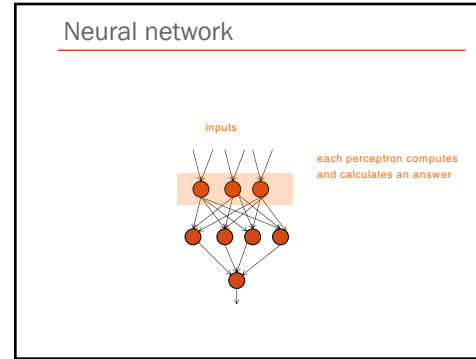 Neural network
inputs
each perceptron computes
and calculates an answer